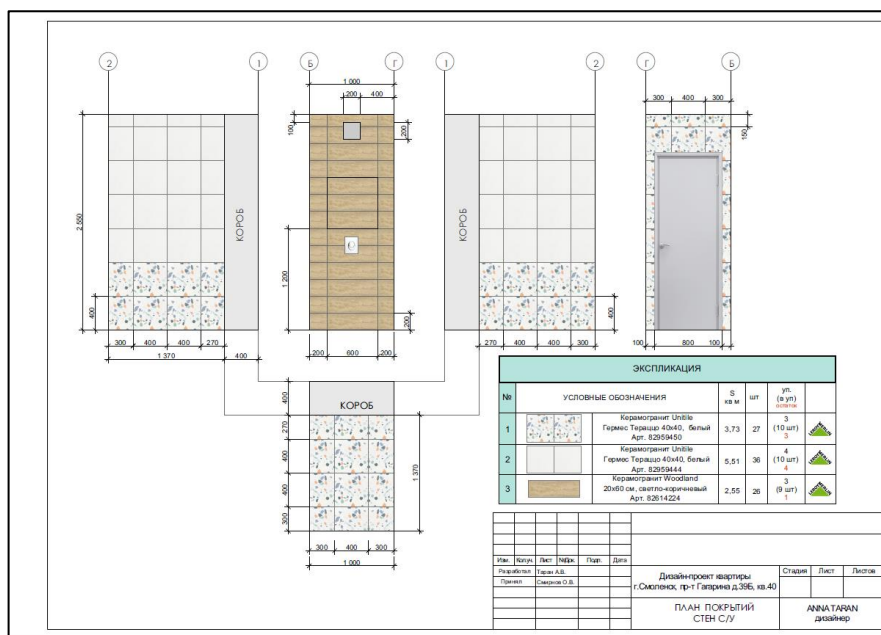 2
1
Б
Г
1
2
Г
Б
1 000
200
400
300
400
300
100
200
150
2 550
КОРОБ
КОРОБ
1 200
400
200
400
300
400
400
270
1 370
400
200
600
200
270
400
400
300
100
800
100
КОРОБ
400
270
400
400
300
1 370
300
400
300
1 000
ЭКСПЛИКАЦИЯ
№
УСЛОВНЫЕ ОБОЗНАЧЕНИЯ
S
кв м
шт
уп.
(в уп)
остаток
1
Керамогранит Unitile
Гермес Тераццо 40х40, белый
Арт. 82959450
3,73
27
3
(10 шт)
3
2
Керамогранит Unitile
Гермес Тераццо 40х40, белый
Арт. 82959444
5,51
36
4
(10 шт)
4
3
Керамогранит Woodland
20х60 см, светло-коричневый
Арт. 82614224
2,55
26
3
(9 шт)
1
Изм. Колуч. Лист №Док Подп. Дата
Разработал Таран А.В.
Принял Смирнов О.В.
Дизайн-проект квартиры
г.Смоленск, пр-т Гагарина д.39Б, кв.40
Стадия Лист Листов
ПЛАН ПОКРЫТИЙ
СТЕН С/У
ANNA TARAN
дизайнер